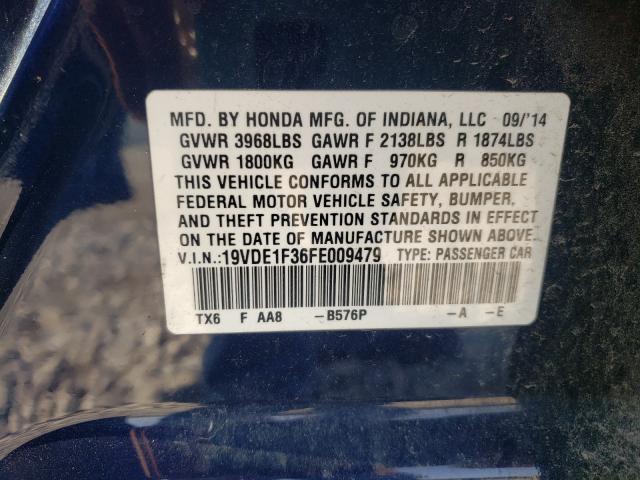 MFD. BY HONDA MFG. OF INDIANA, LLC 09/'14
GVWR 3968LBS GAWR F 2138LBS R 1874LBS
GVWR 1800KG GAWR F 970KG R 850KG
THIS VEHICLE CONFORMS TO ALL APPLICABLE
FEDERAL MOTOR VEHICLE SAFETY, BUMPER,
AND THEFT PREVENTION STANDARDS IN EFFECT
ON THE DATE OF MANUFACTURE SHOWN ABOVE
V.I.N.:19VDE1F36FE009479 TYPE: PASSENGER CAR
TX6 F AA8 -B576P -A -E